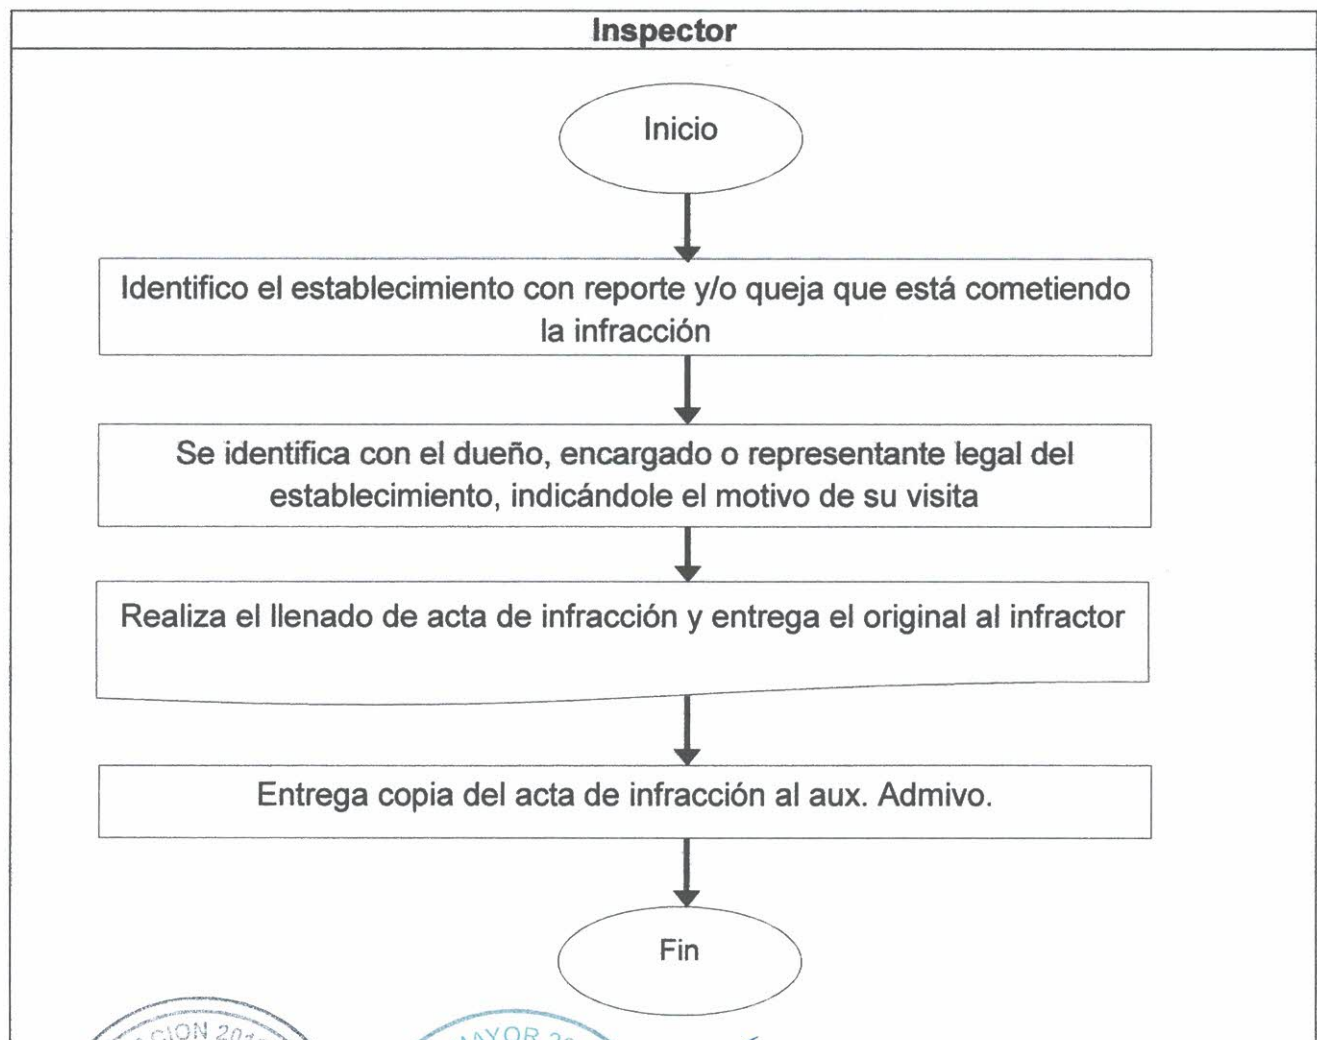 Inspector
Inicio
Identifico el establecimiento con reporte y/o queja que está cometiendo
la infracción
Se identifica con el dueño, encargado o representante legal del
establecimiento, indicándole el motivo de su visita
Realiza el llenado de acta de infracción y entrega el original al infractor
Entrega copia del acta de infracción al aux. Admivo.
Fin
MAYOR